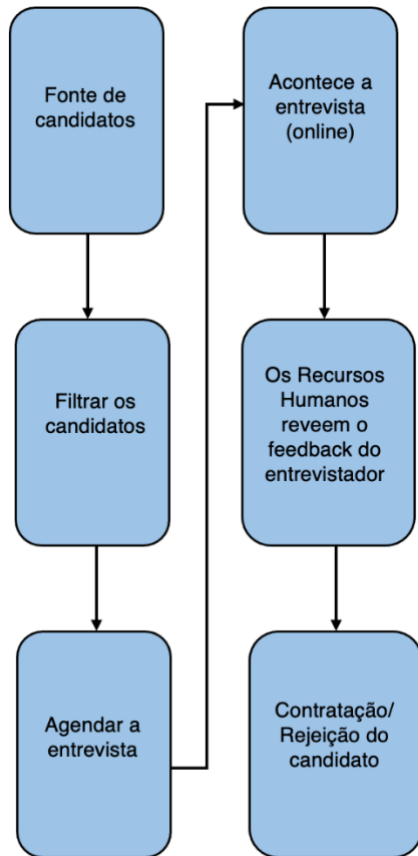 Fonte de
candidatos
Filtrar os
candidatos
Agendar a
entrevista
Acontece a
entrevista
(online)
Os Recursos
Humanos
reveem o
feedback do
entrevistador
Contratação/
Rejeição do
candidato